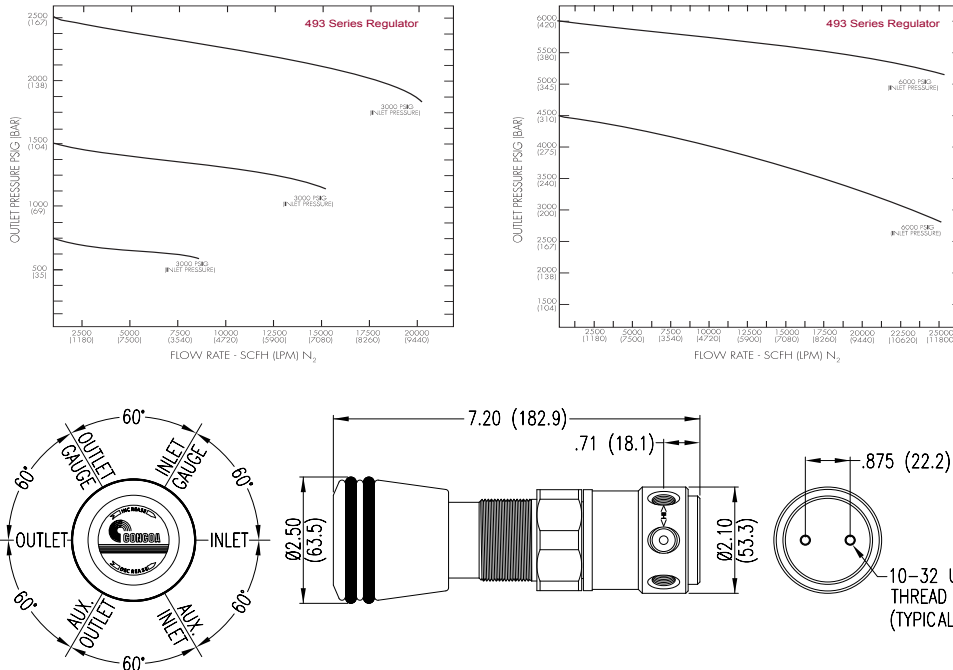 493 Series Regulator
OUTLET PRESSURE PSIG (BAR)
2500
(167)
2000
(138)
1500
(104)
1000
(69)
500
(35)
3000 PSIG
(INLET PRESSURE)
3000 PSIG
(INLET PRESSURE)
3000 PSIG
(INLET PRESSURE)
2500 5000 7500 10000 12500 15000 17500 20000
(1180) (7500) (3540) (4720) (5900) (7080) (8260) (9440)
FLOW RATE - SCFH (LPM) N2
493 Series Regulator
OUTLET PRESSURE PSIG (BAR)
6000
(420)
5500
(380)
5000
(345)
4500
(310)
4000
(275)
3500
(240)
3000
(200)
2500
(167)
2000
(138)
1500
(104)
6000 PSIG
(INLET PRESSURE)
6000 PSIG
(INLET PRESSURE)
2500 5000 7500 10000 12500 15000 17500 20000 22500 25000
(1180) (7500) (3540) (4720) (5900) (7080) (8260) (9440) (10620) (11800)
FLOW RATE - SCFH (LPM) N2
60°
60°
60°
60°
60°
60°
OUTLET
GAUGE
INLET
GAUGE
OUTLET
INLET
AUX.
OUTLET
AUX.
INLET
INCREASE
CONCOA
DECREASE
7.20 (182.9)
.71 (18.1)
Ø2.50
(63.5)
Ø2.10
(53.3)
.875 (22.2)
10-32 U
THREAD
(TYPICAL